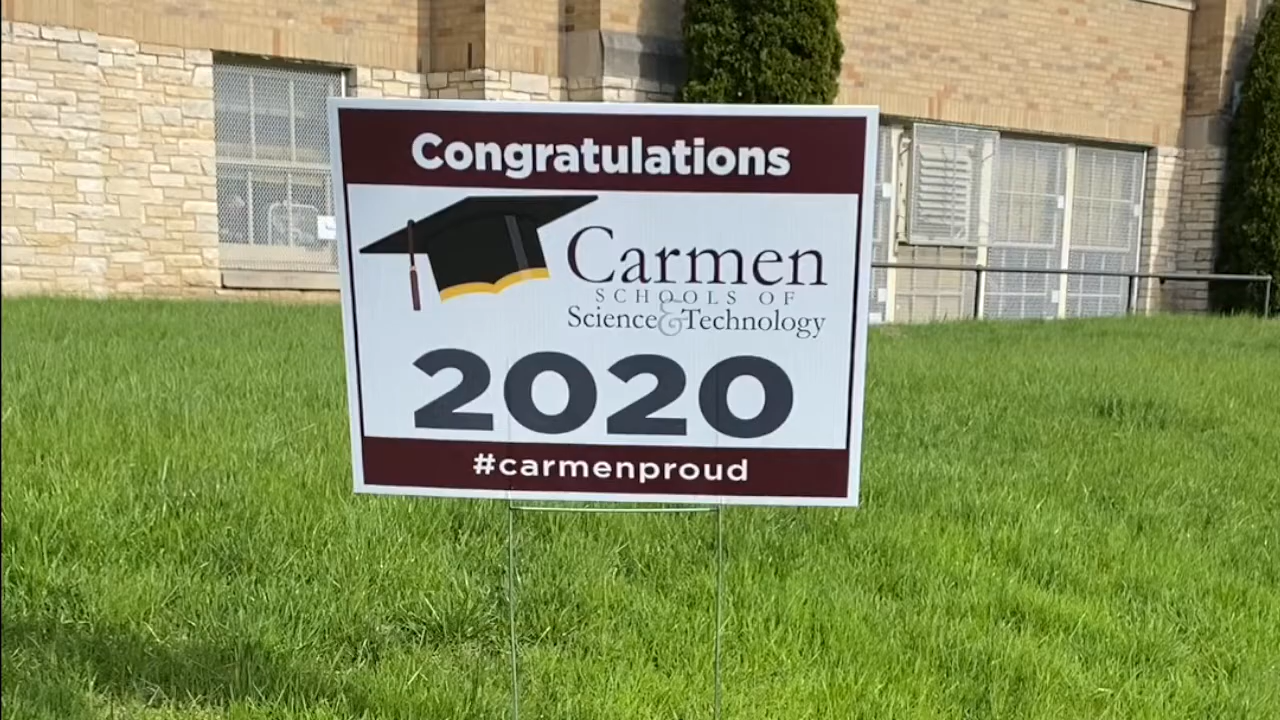 Congratulations
Carmen
SCHOOLS OF
Science & Technology
2020
#carmenproud